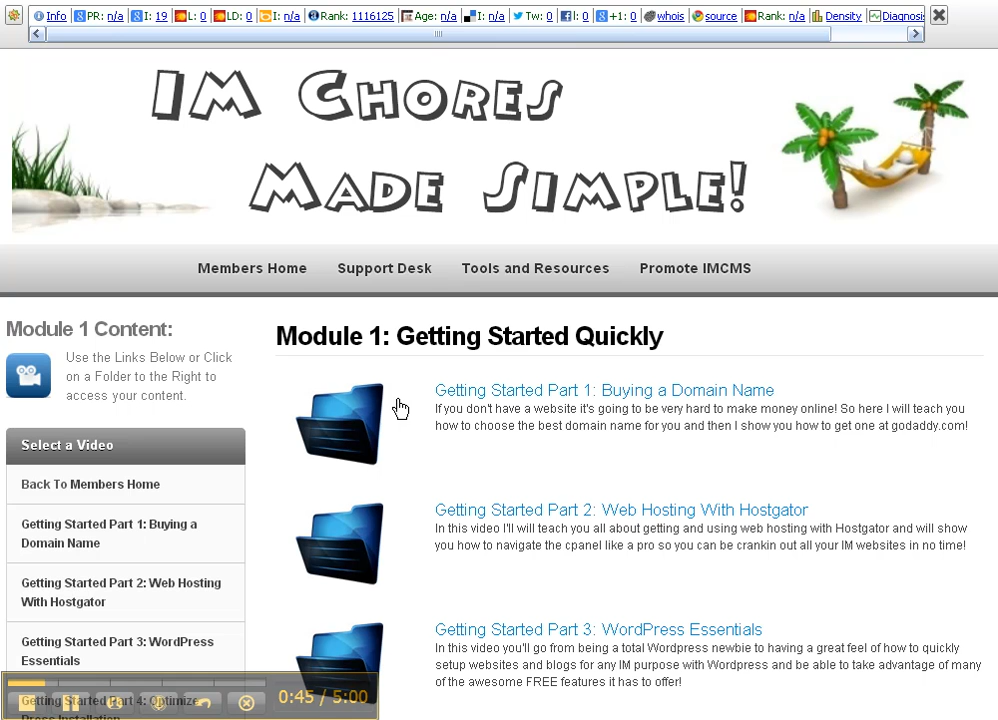 Info PR: n/a I: 19 L: 0 LD: 0 I: n/a Rank: 1116125 Age: n/a I: n/a Tw: 0 l: 0 +1: 0 whois source Rank: n/a Density Diagnosis
IM Chores
Made Simple!
Members Home Support Desk Tools and Resources Promote IMCMS
Module 1 Content:
Use the Links Below or Click
on a Folder to the Right to
access your content.
Select a Video
Back To Members Home
Getting Started Part 1: Buying a
Domain Name
Getting Started Part 2: Web Hosting
With Hostgator
Getting Started Part 3: WordPress
Essentials
Getting Started Part 4: Optimize
Press Installation
Module 1: Getting Started Quickly
Getting Started Part 1: Buying a Domain Name
If you don't have a website it's going to be very hard to make money online! So here I will teach you
how to choose the best domain name for you and then I show you how to get one at godaddy.com!
Getting Started Part 2: Web Hosting With Hostgator
In this video I'll will teach you all about getting and using web hosting with Hostgator and will show
you how to navigate the cpanel like a pro so you can be crankin out all your IM websites in no time!
Getting Started Part 3: WordPress Essentials
In this video you'll go from being a total Wordpress newbie to having a great feel of how to quickly
setup websites and blogs for any IM purpose with Wordpress and be able to take advantage of many
of the awesome FREE features it has to offer!
0:45 / 5:00